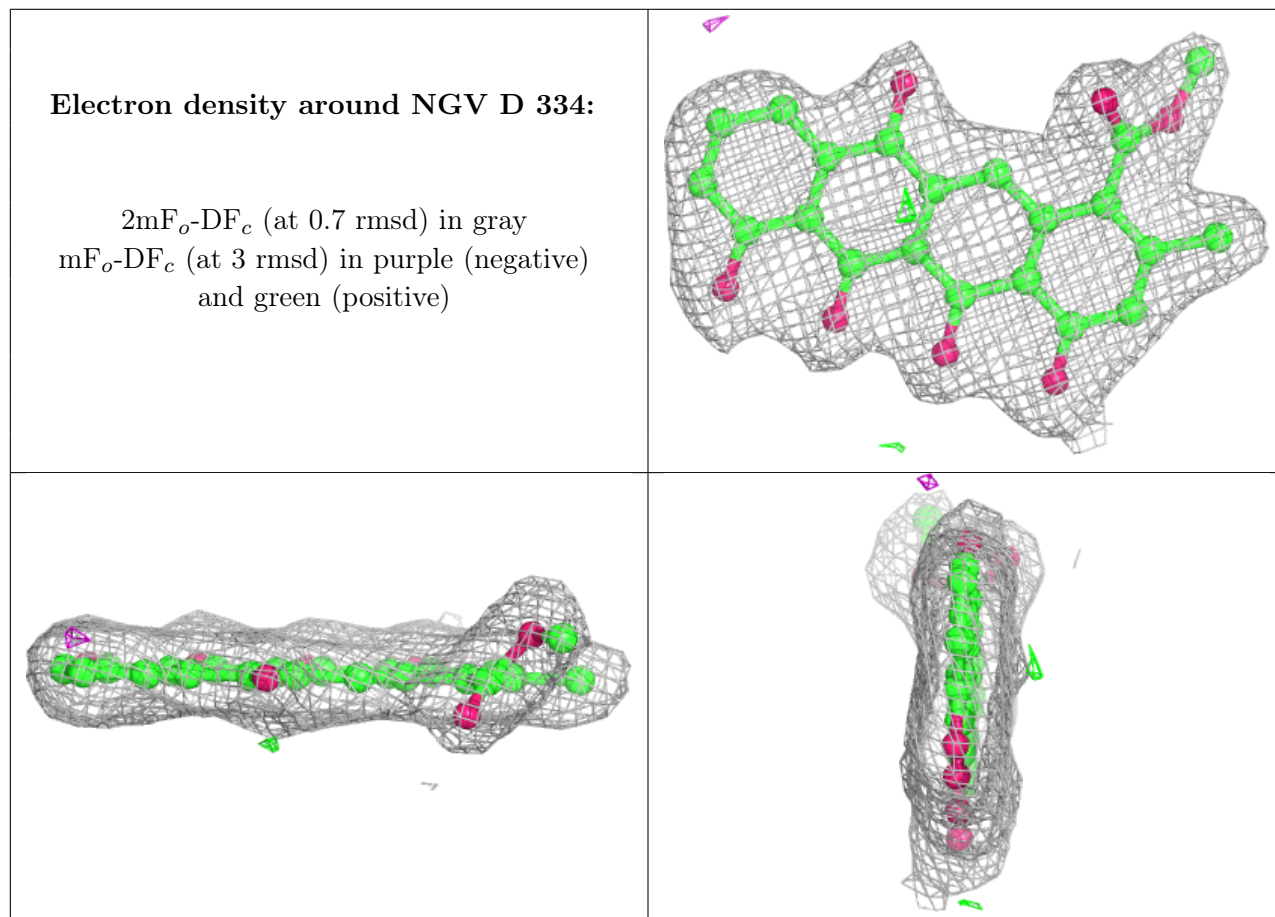 Electron density around NGV D 334:
2mFo-DFc (at 0.7 rmsd) in gray
mFo-DFc (at 3 rmsd) in purple (negative)
and green (positive)